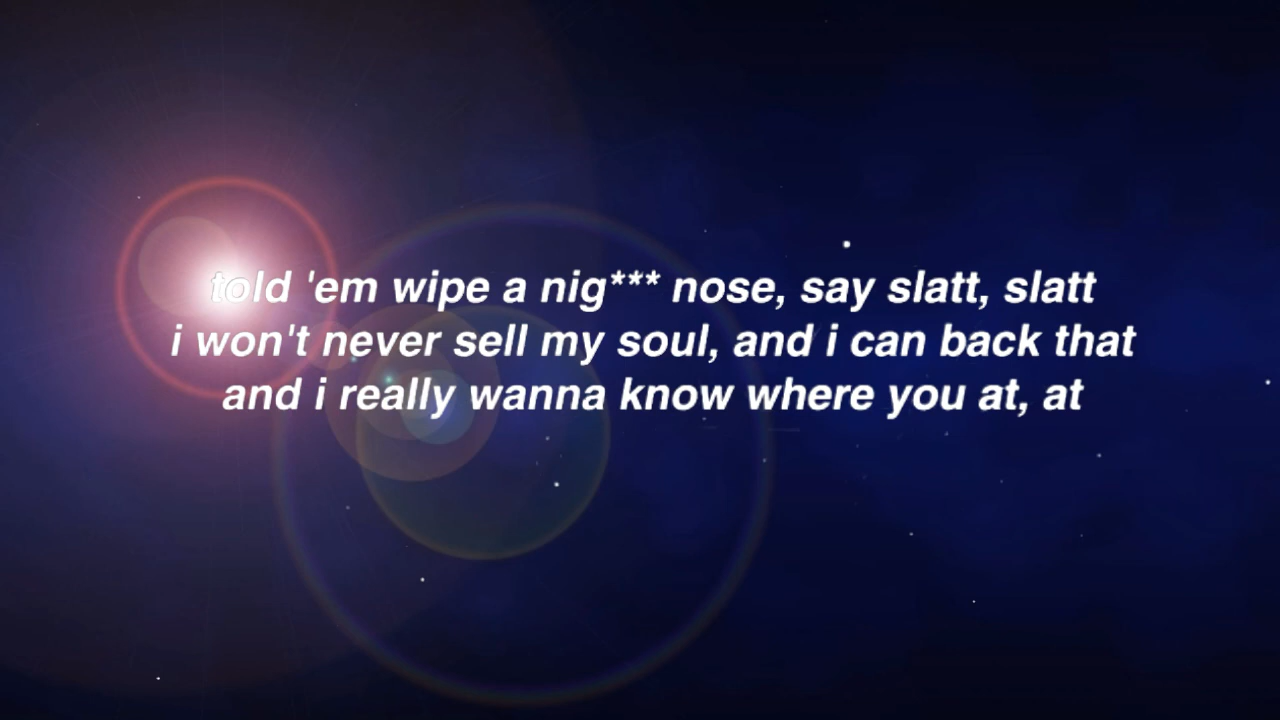 told 'em wipe a nig*** nose, say slatt, slatt
i won't never sell my soul, and i can back that
and i really wanna know where you at, at